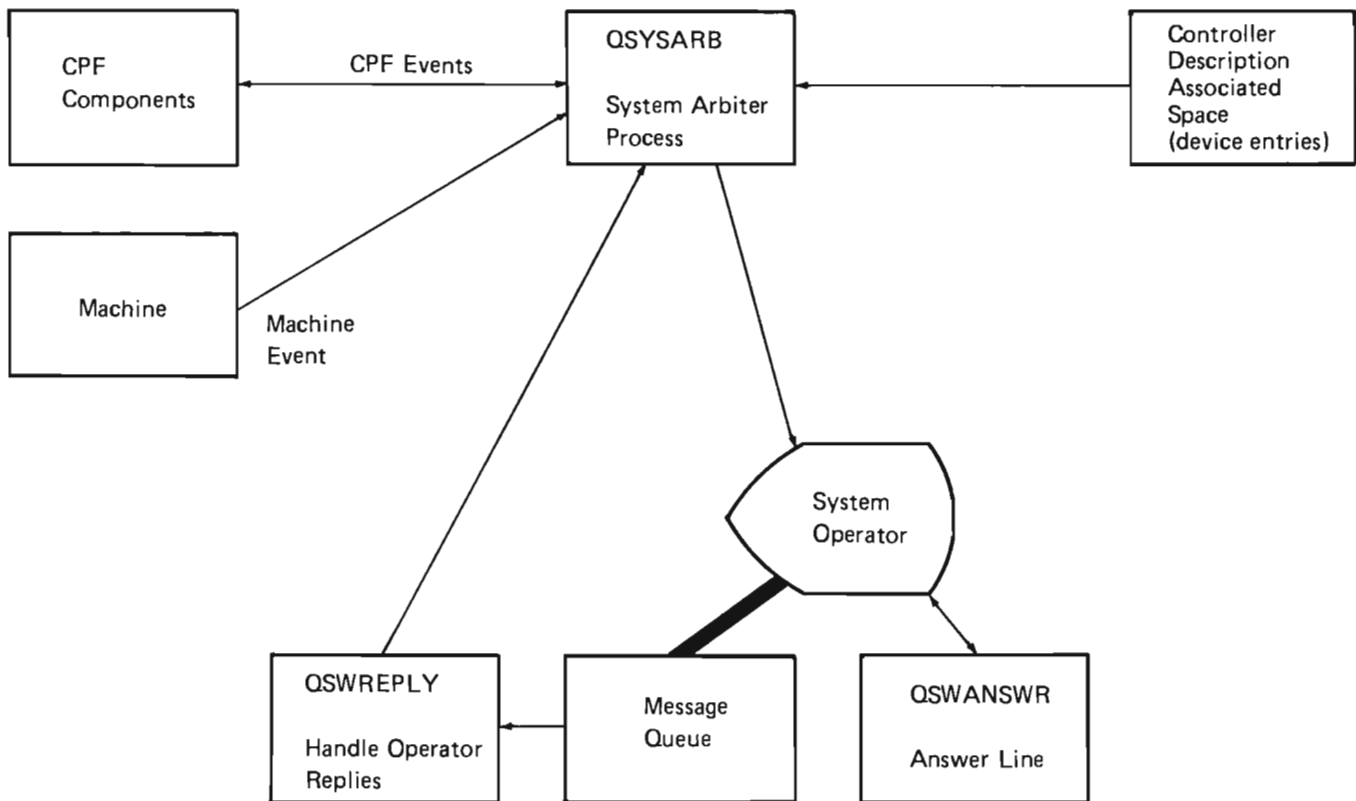 CPF
Components
CPF Events
QSYSARB
System Arbiter
Process
Controller
Description
Associated
Space
(device entries)
Machine
Machine
Event
System
Operator
QSWREPLY
Handle Operator
Replies
Message
Queue
QSWANSWR
Answer Line